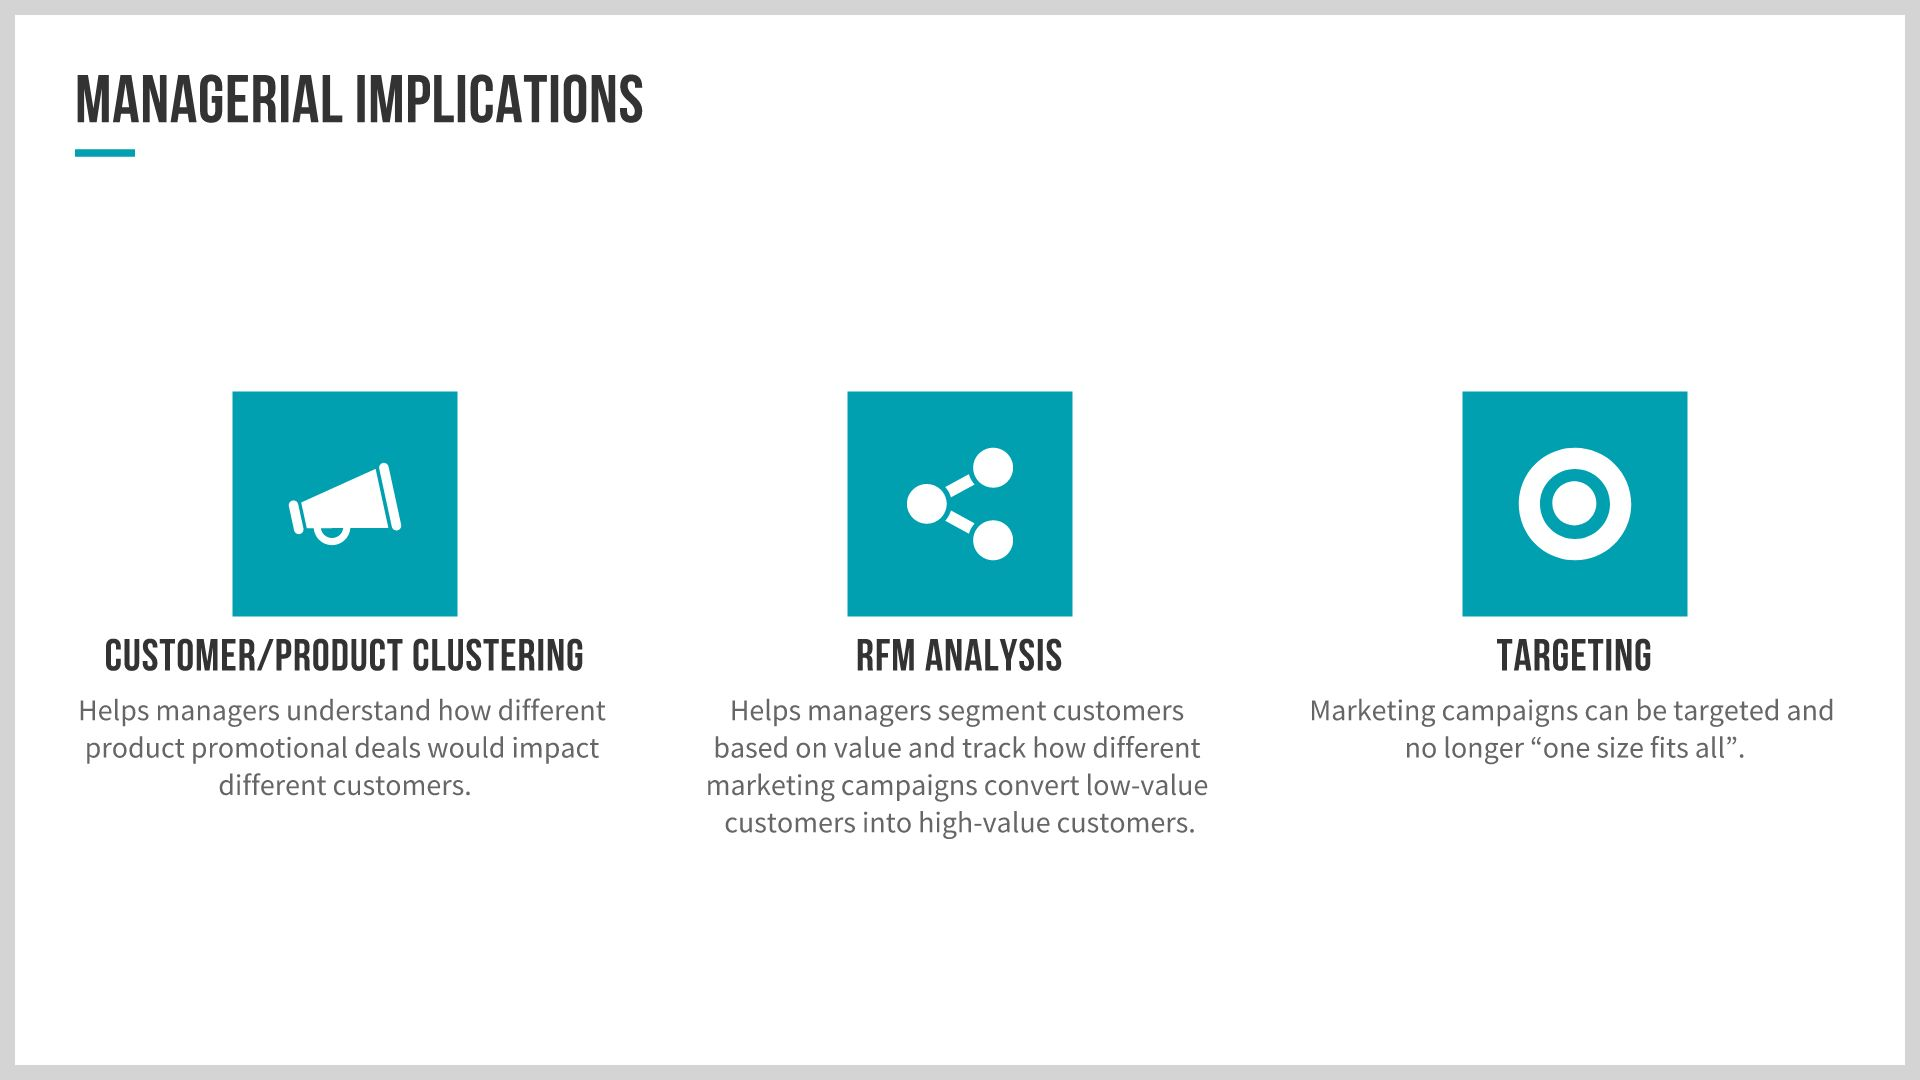 MANAGERIAL IMPLICATIONS
CUSTOMER/PRODUCT CLUSTERING
Helps managers understand how different
product promotional deals would impact
different customers.
RFM ANALYSIS
Helps managers segment customers
based on value and track how different
marketing campaigns convert low-value
customers into high-value customers.
TARGETING
Marketing campaigns can be targeted and
no longer “one size fits all”.